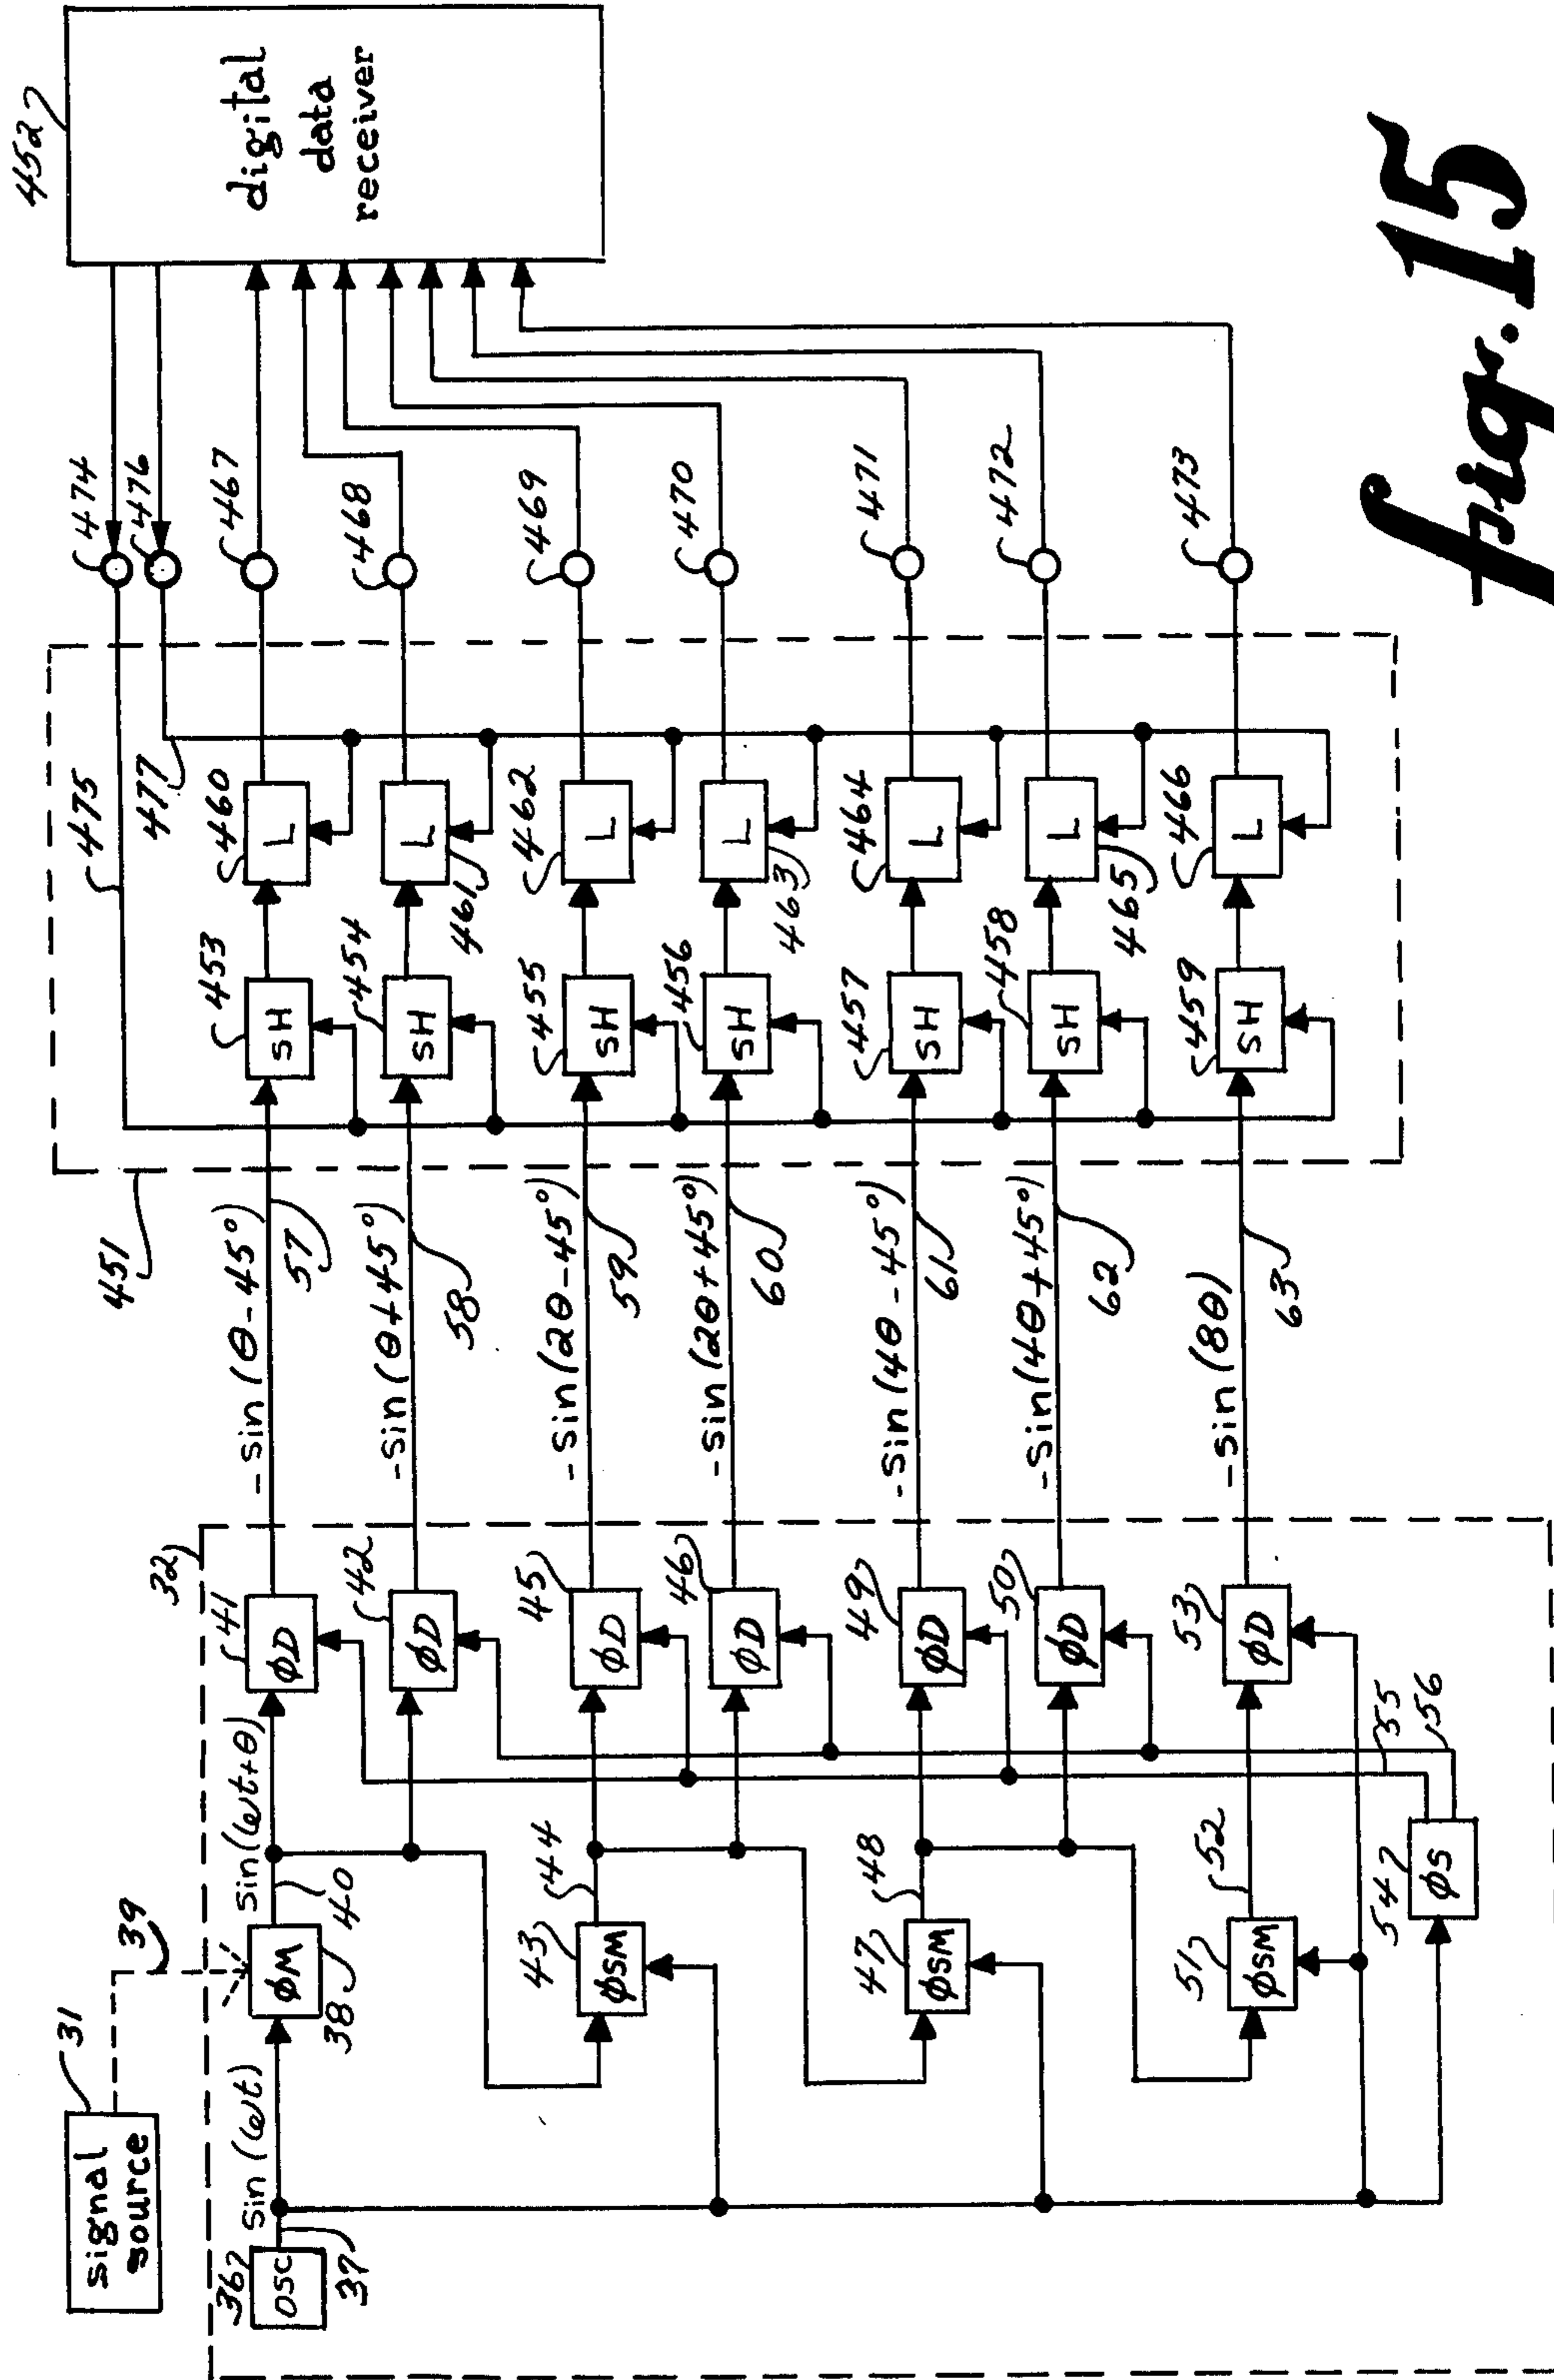 31
signal
source
39
32
36
OSC
37
sin(ωt)
ϕM
38
40
sin(ωt+θ)
41
ϕD
42
ϕD
43
ϕSM
44
45
ϕD
46
ϕD
47
ϕSM
48
49
ϕD
50
ϕD
51
ϕSM
52
53
ϕD
54
ϕS
55
56
-sin(θ-45°)
57
-sin(θ+45°)
58
-sin(2θ-45°)
59
-sin(2θ+45°)
60
-sin(4θ-45°)
61
-sin(4θ+45°)
62
-sin(8θ)
63
451
475
477
453
SH
460
L
454
SH
461
L
455
SH
462
L
456
SH
463
L
457
SH
464
L
458
SH
465
L
459
SH
466
L
474
476
467
468
469
470
471
472
473
452
digital
data
receiver
fig. 15